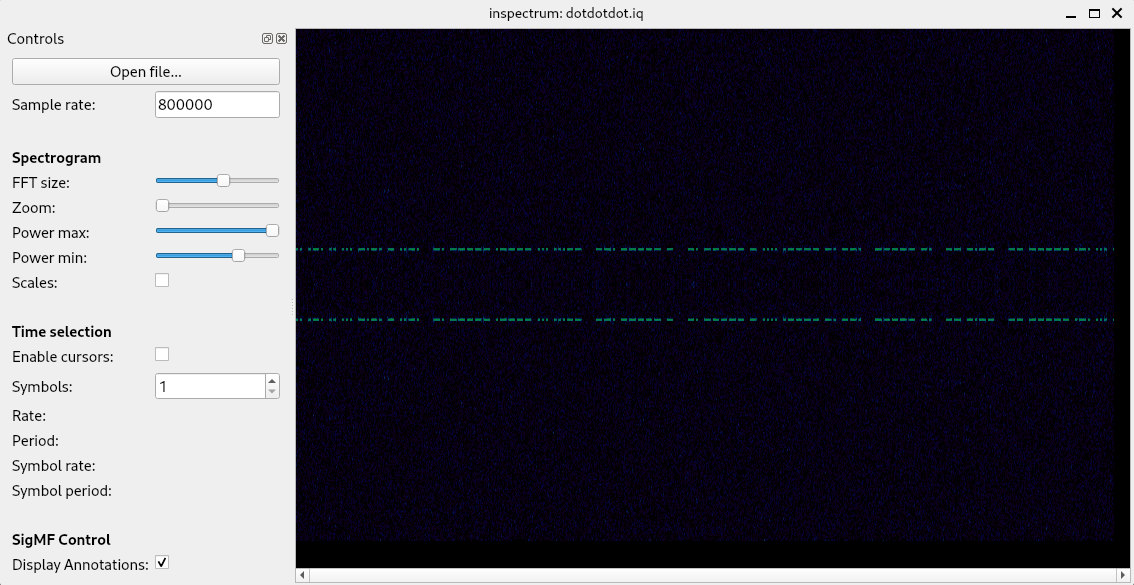 inspectrum: dotdotdot.iq
Controls
Open file...
Sample rate: 800000
Spectrogram
FFT size:
Zoom:
Power max:
Power min:
Scales:
Time selection
Enable cursors:
Symbols: 1
Rate:
Period:
Symbol rate:
Symbol period:
SigMF Control
Display Annotations: